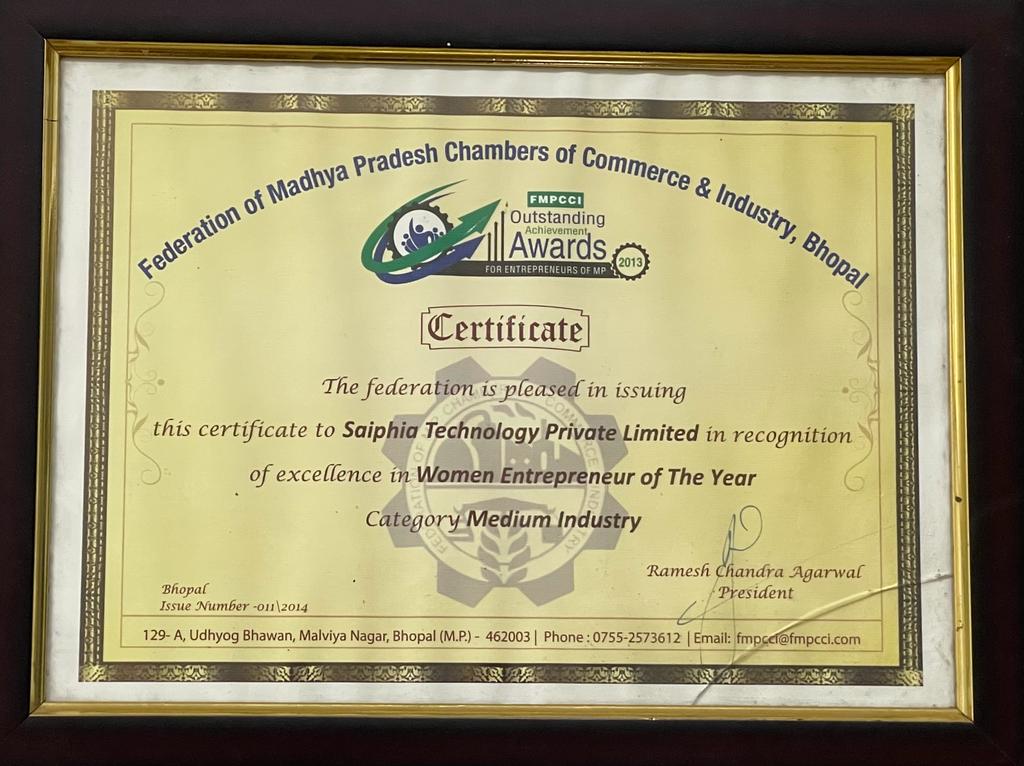 Federation of Madhya Pradesh Chambers of Commerce & Industry, Bhopal
FMPCCI
Outstanding
Achievement
Awards
2013
FOR ENTREPRENEURS OF MP
Certificate
The federation is pleased in issuing
this certificate to Saiphia Technology Private Limited in recognition
of excellence in Women Entrepreneur of The Year
Category Medium Industry
Ramesh Chandra Agarwal
President
Bhopal
Issue Number -011\2014
129- A, Udhyog Bhawan, Malviya Nagar, Bhopal (M.P.) - 462003 | Phone : 0755-2573612 | Email: fmpcci@fmpcci.com